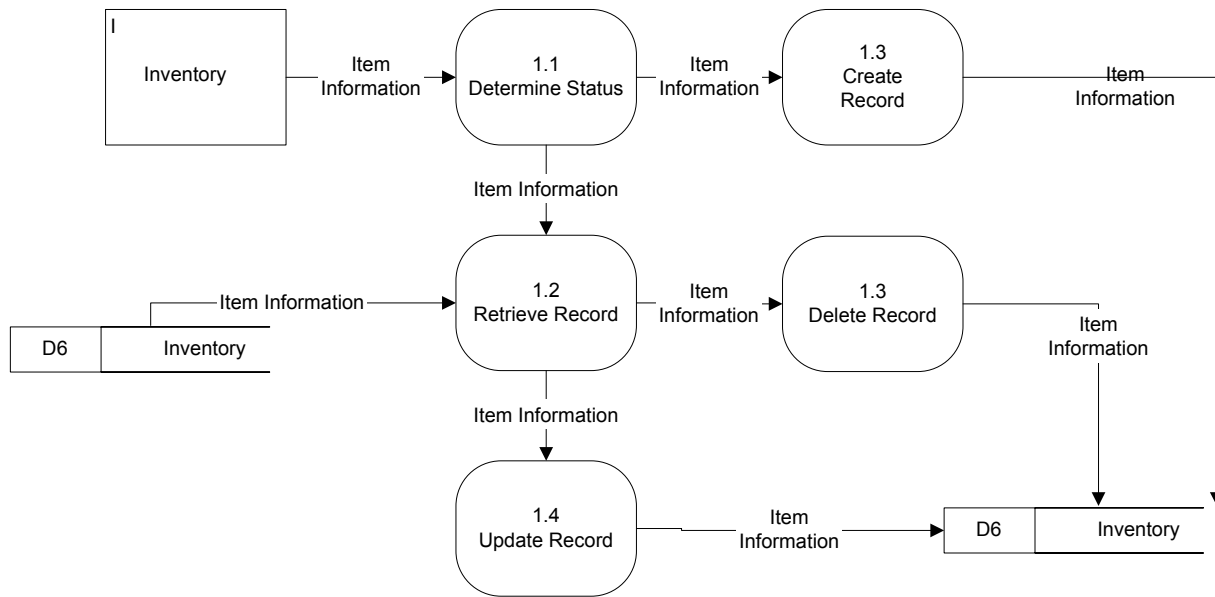 I
Inventory
Item
Information
1.1
Determine Status
Item
Information
1.3
Create
Record
Item
Information
Item Information
Item Information
1.2
Retrieve Record
Item
Information
1.3
Delete Record
Item
Information
D6
Inventory
Item Information
1.4
Update Record
Item
Information
D6
Inventory